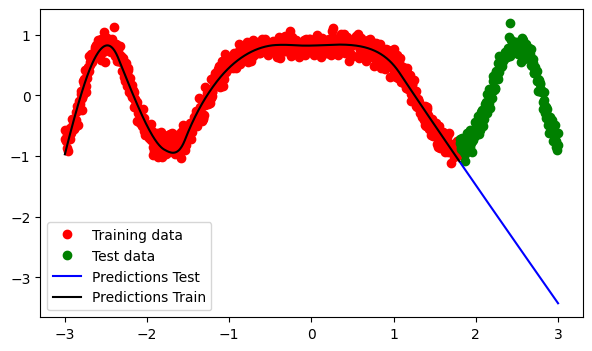 1
0
−1
−2
−3
Training data
Test data
Predictions Test
Predictions Train
−3 −2 −1 0 1 2 3